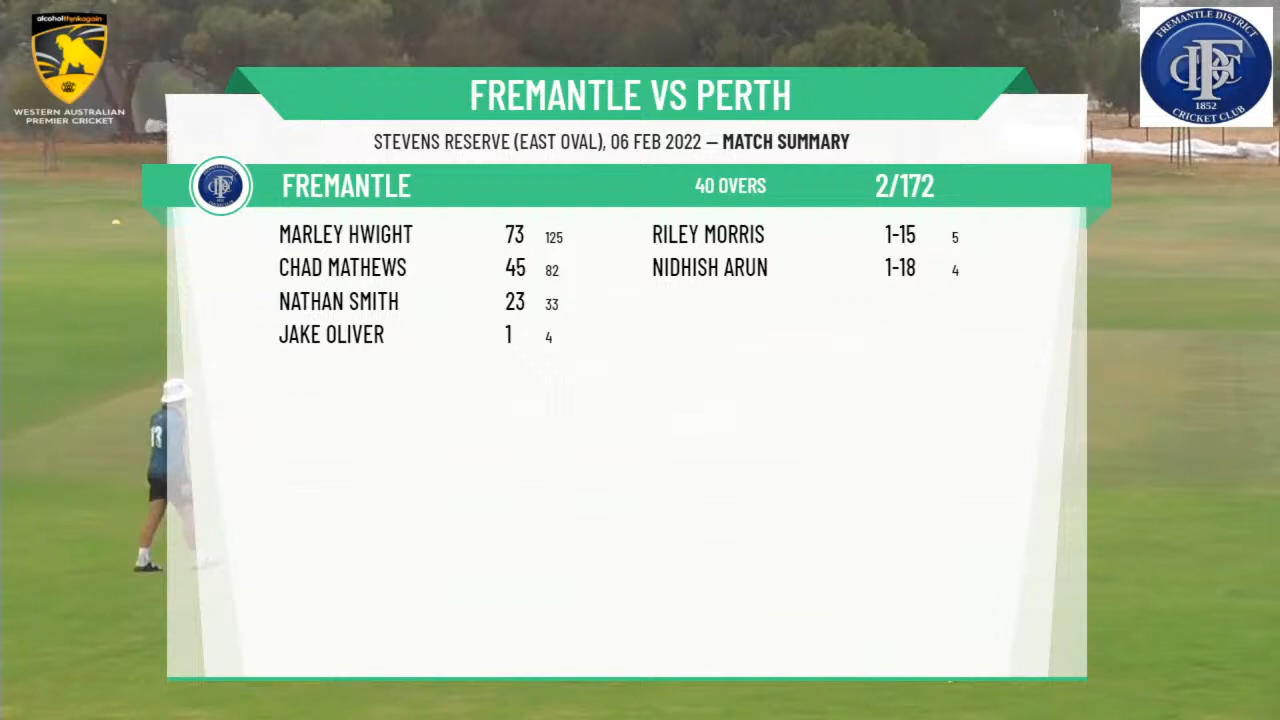 alcoholthinkagain
WESTERN AUSTRALIAN
PREMIER CRICKET
FREMANTLE DISTRICT
1852
CRICKET CLUB
FREMANTLE VS PERTH
STEVENS RESERVE (EAST OVAL), 06 FEB 2022 – MATCH SUMMARY
FREMANTLE 40 OVERS 2/172
MARLEY HWIGHT 73 125 RILEY MORRIS 1-15 5
CHAD MATHEWS 45 82 NIDHISH ARUN 1-18 4
NATHAN SMITH 23 33
JAKE OLIVER 1 4
13